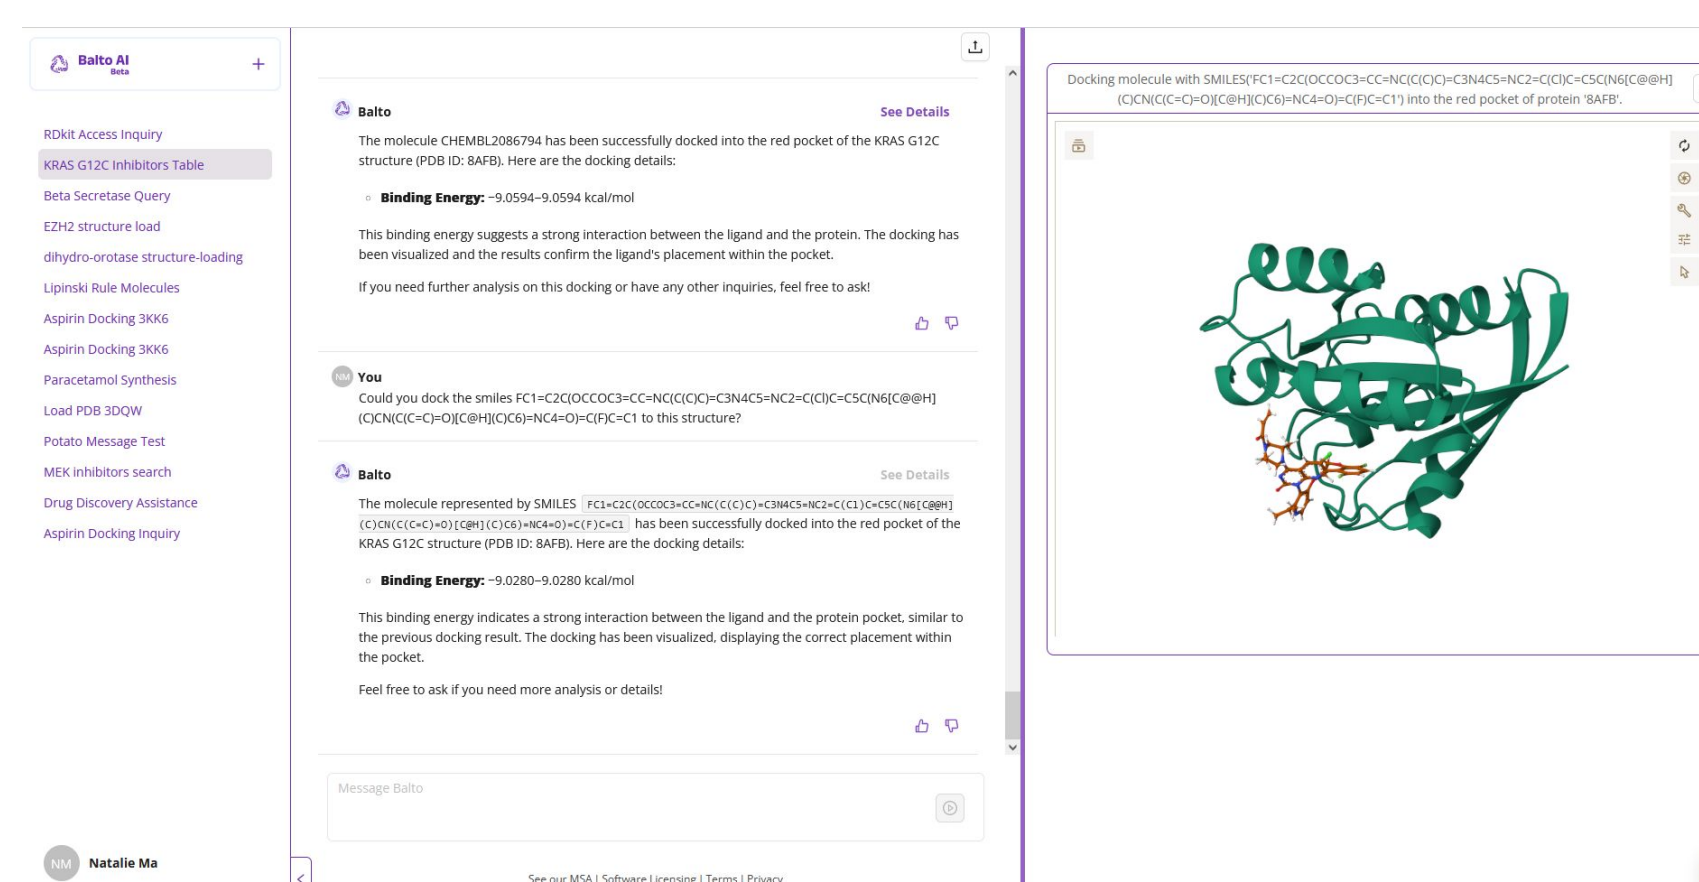 Balto AI
Beta
+
RDkit Access Inquiry
KRAS G12C Inhibitors Table
Beta Secretase Query
EZH2 structure load
dihydro-orotase structure-loading
Lipinski Rule Molecules
Aspirin Docking 3KK6
Aspirin Docking 3KK6
Paracetamol Synthesis
Load PDB 3DQW
Potato Message Test
MEK inhibitors search
Drug Discovery Assistance
Aspirin Docking Inquiry
NM Natalie Ma
Balto
See Details
The molecule CHEMBL2086794 has been successfully docked into the red pocket of the KRAS G12C
structure (PDB ID: 8AFB). Here are the docking details:
Binding Energy: −9.0594−9.0594 kcal/mol
This binding energy suggests a strong interaction between the ligand and the protein. The docking has
been visualized and the results confirm the ligand's placement within the pocket.
If you need further analysis on this docking or have any other inquiries, feel free to ask!
NM You
Could you dock the smiles FC1=C2C(OCCOC3=CC=NC(C(C)C)=C3N4C5=NC2=C(Cl)C=C5C(N6[C@@H]
(C)CN(C(C=C)=O)[C@H](C)C6)=NC4=O)=C(F)C=C1 to this structure?
Balto
See Details
The molecule represented by SMILES FC1=C2C(OCCOC3=CC=NC(C(C)C)=C3N4C5=NC2=C(Cl)C=C5C(N6[C@@H]
(C)CN(C(C=C)=O)[C@H](C)C6)=NC4=O)=C(F)C=C1 has been successfully docked into the red pocket of the
KRAS G12C structure (PDB ID: 8AFB). Here are the docking details:
Binding Energy: −9.0280−9.0280 kcal/mol
This binding energy indicates a strong interaction between the ligand and the protein pocket, similar to
the previous docking result. The docking has been visualized, displaying the correct placement within
the pocket.
Feel free to ask if you need more analysis or details!
Message Balto
See our MSA | Software Licensing | Terms | Privacy
Docking molecule with SMILES('FC1=C2C(OCCOC3=CC=NC(C(C)C)=C3N4C5=NC2=C(Cl)C=C5C(N6[C@@H]
(C)CN(C(C=C)=O)[C@H](C)C6)=NC4=O)=C(F)C=C1') into the red pocket of protein '8AFB'.